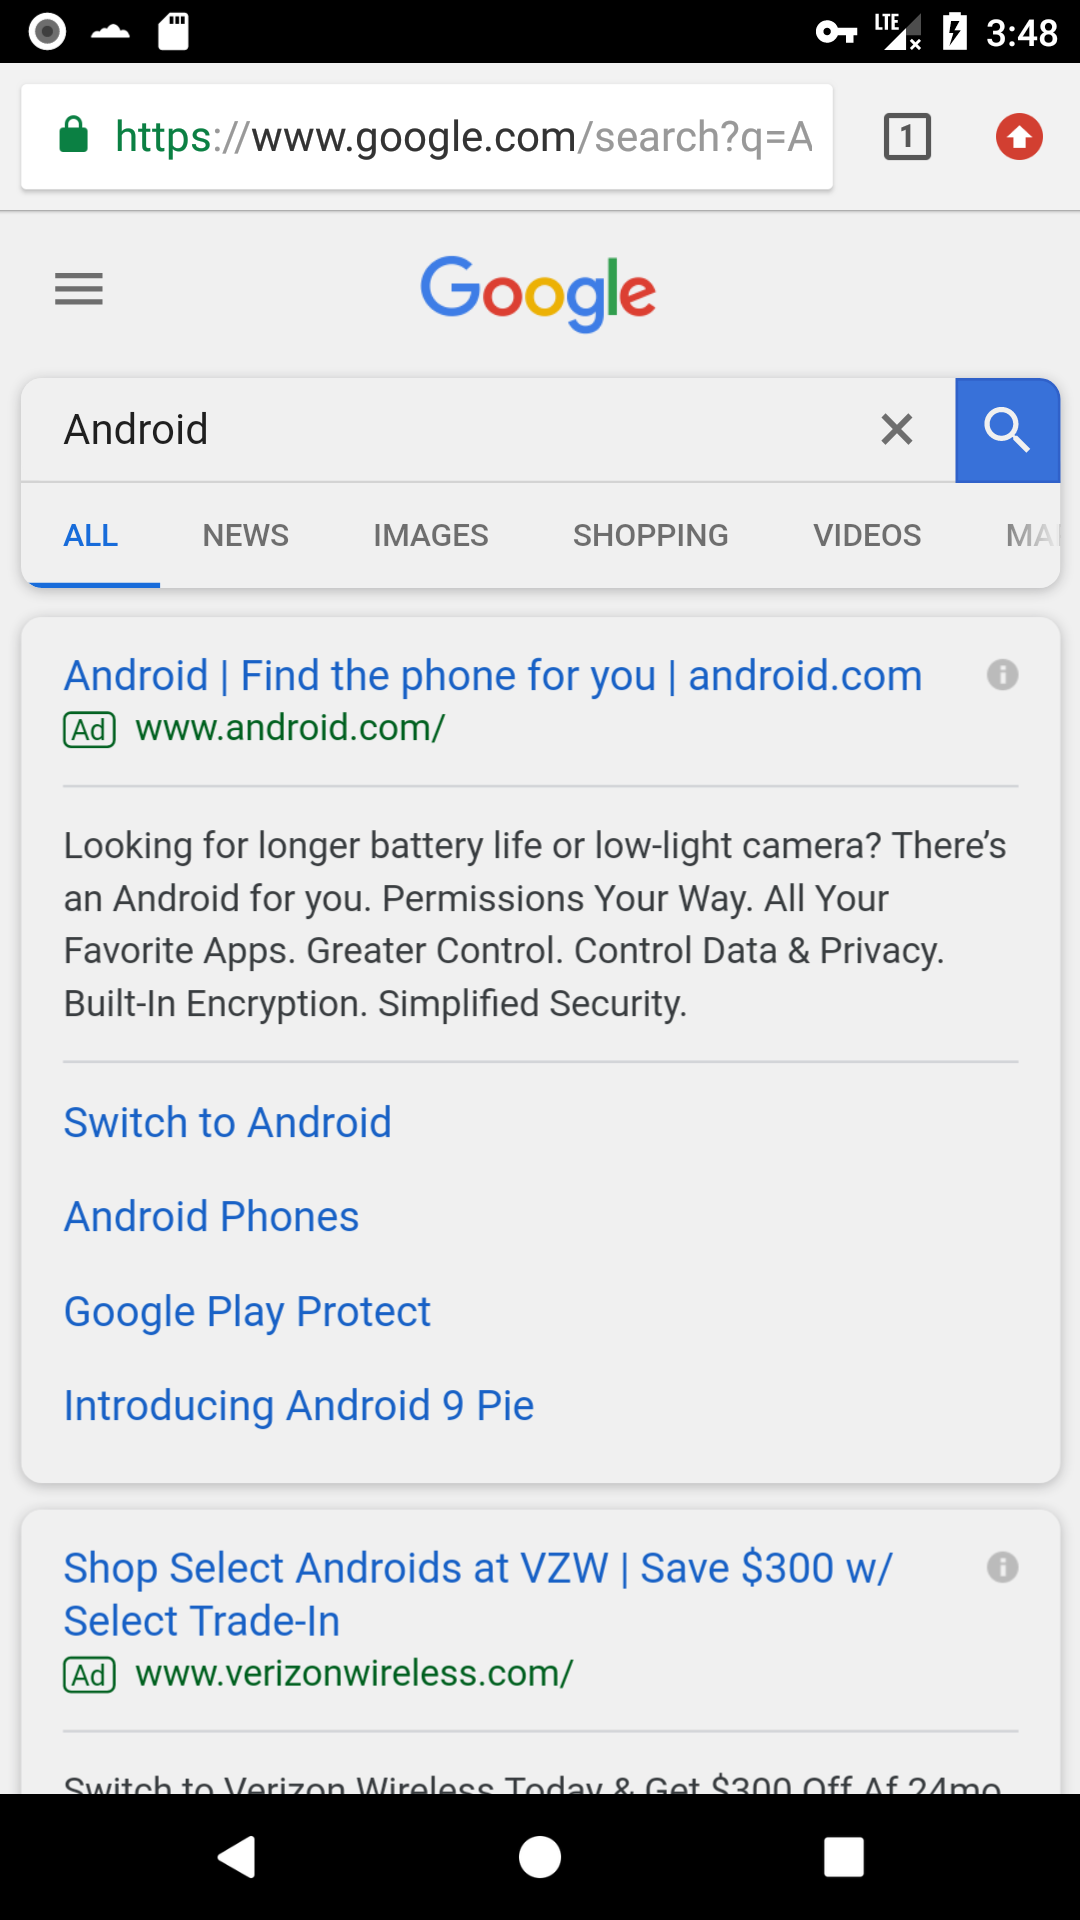 LTE 3:48
https://www.google.com/search?q=A
1
Google
Android
ALL NEWS IMAGES SHOPPING VIDEOS MA
Android | Find the phone for you | android.com
Ad www.android.com/
Looking for longer battery life or low-light camera? There’s
an Android for you. Permissions Your Way. All Your
Favorite Apps. Greater Control. Control Data & Privacy.
Built-In Encryption. Simplified Security.
Switch to Android
Android Phones
Google Play Protect
Introducing Android 9 Pie
Shop Select Androids at VZW | Save $300 w/
Select Trade-In
Ad www.verizonwireless.com/
Switch to Verizon Wireless Today & Get $300 Off Af 24mo